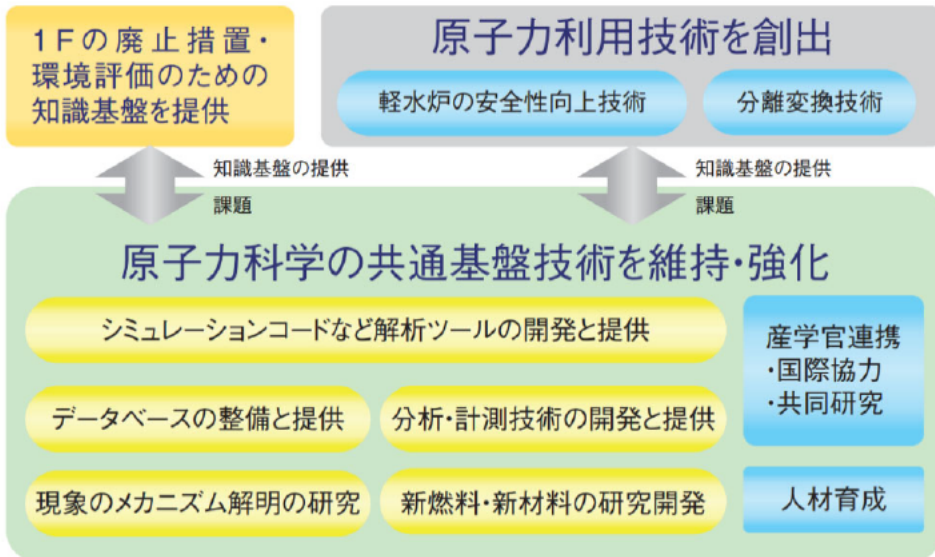 1Fの廃止措置・
環境評価のための
知識基盤を提供
原子力利用技術を創出
軽水炉の安全性向上技術
分離変換技術
知識基盤の提供
課題
知識基盤の提供
課題
原子力科学の共通基盤技術を維持・強化
シミュレーションコードなど解析ツールの開発と提供
データベースの整備と提供
分析・計測技術の開発と提供
現象のメカニズム解明の研究
新燃料・新材料の研究開発
産学官連携
・国際協力
・共同研究
人材育成